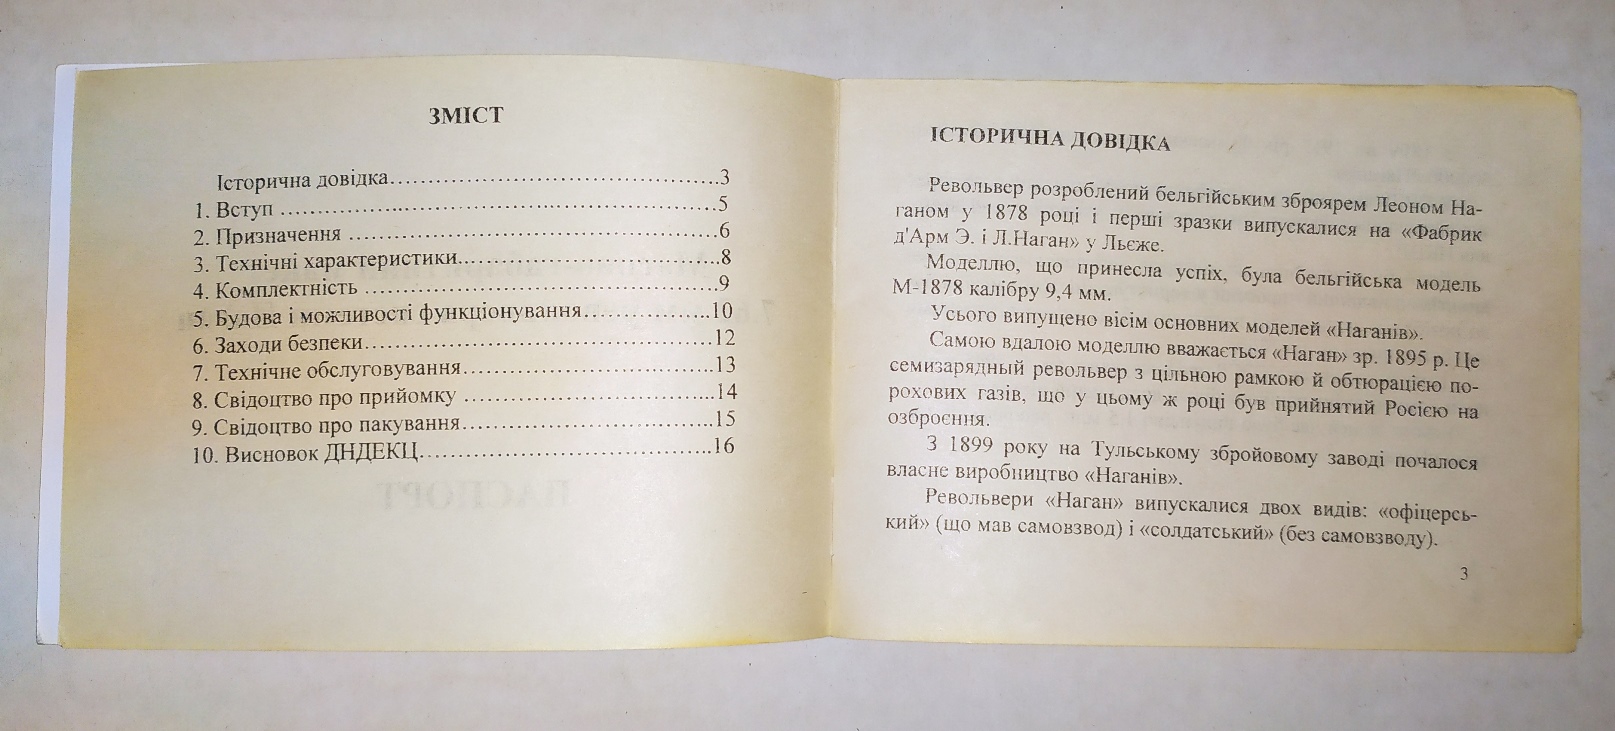 ЗМІСТ
Історична довідка.....................................................3
1. Вступ .....................................................................5
2. Призначення ..........................................................6
3. Технічні характеристики.........................................8
4. Комплектність ........................................................9
5. Будова і можливості функціонування....................10
6. Заходи безпеки........................................................12
7. Технічне обслуговування........................................13
8. Свідоцтво про прийомку ........................................14
9. Свідоцтво про пакування........................................15
10. Висновок ДНДЕКЦ...............................................16
ПАСПОРТ
ІСТОРИЧНА ДОВІДКА
Револьвер розроблений бельгійським зброярем Леоном На-
ганом у 1878 році і перші зразки випускалися на «Фабрик
д'Арм Э. і Л.Наган» у Льєже.
Моделлю, що принесла успіх, була бельгійська модель
М-1878 калібру 9,4 мм.
Усього випущено вісім основних моделей «Наганів».
Самою вдалою моделлю вважається «Наган» зр. 1895 р. Це
семизарядный револьвер з цільною рамкою й обтюрацією по-
рохових газів, що у цьому ж році був прийнятий Росією на
озброєння.
З 1899 року на Тульському збройовому заводі почалося
власне виробництво «Наганів».
Револьвери «Наган» випускалися двох видів: «офіцерсь-
кий» (що мав самовзвод) і «солдатський» (без самовзводу).
3